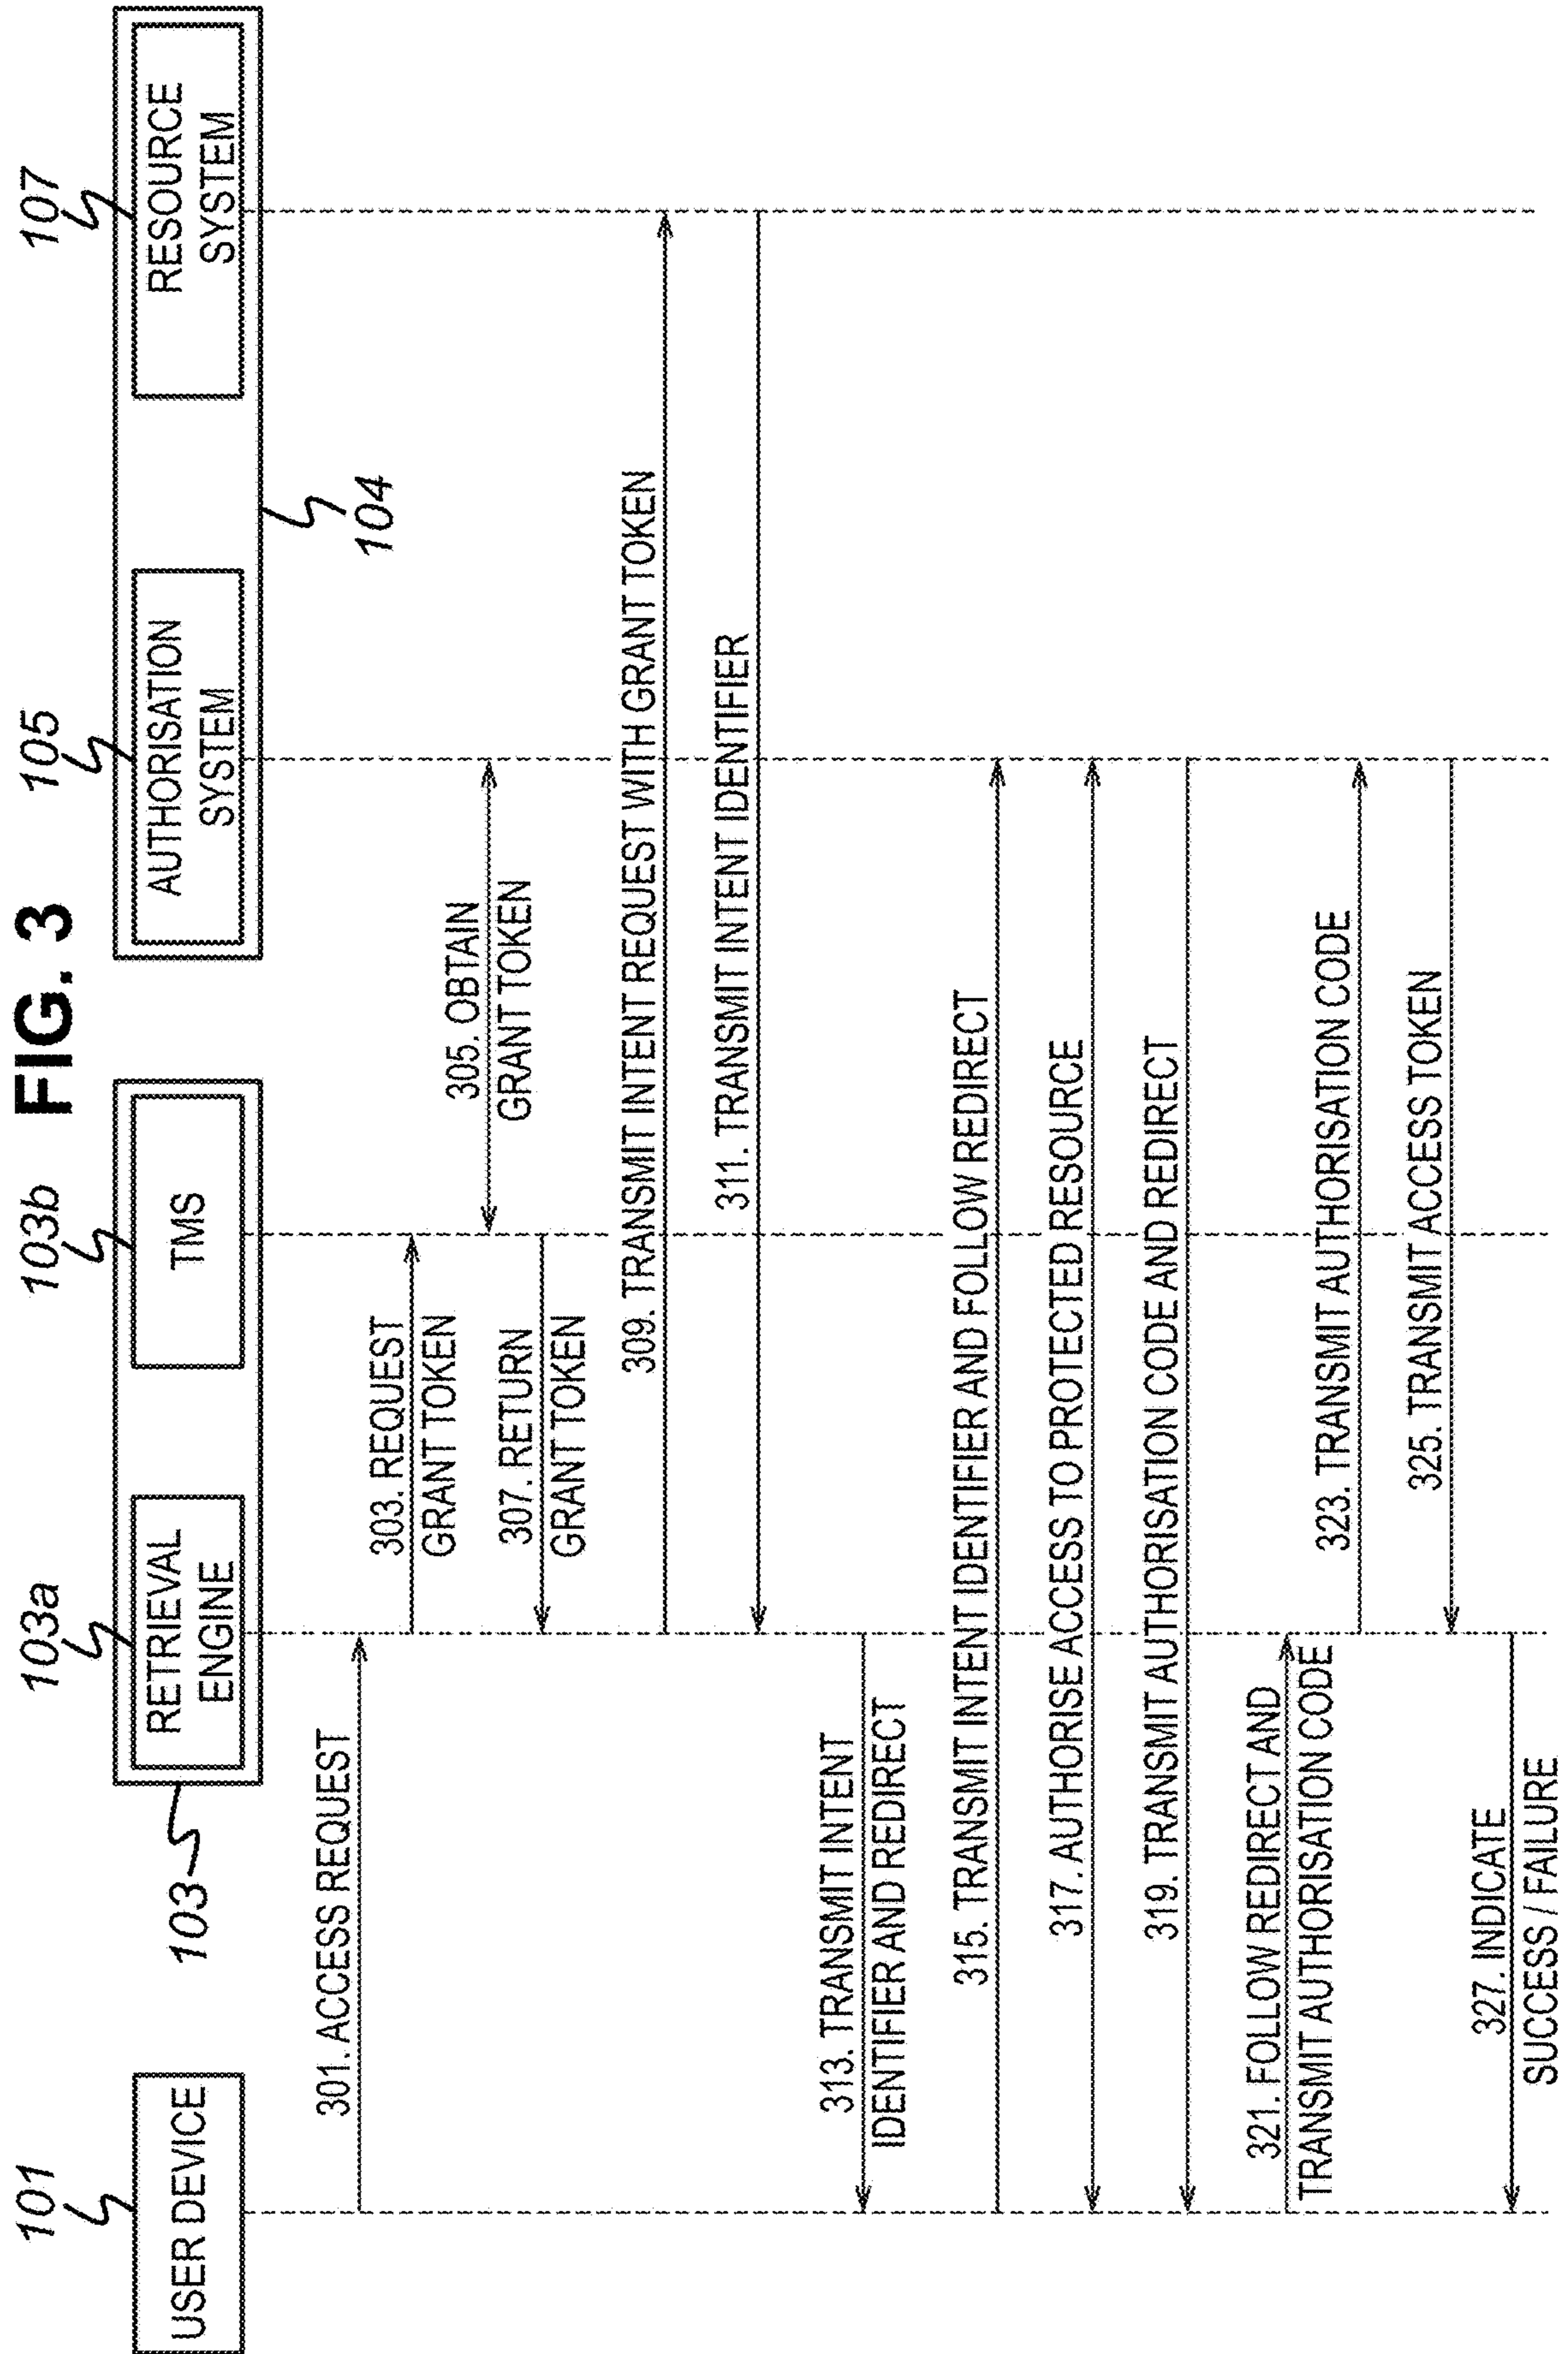 FIG. 3
101
USER DEVICE
103
103a
RETRIEVAL
ENGINE
103b
TMS
105
AUTHORISATION
SYSTEM
104
107
RESOURCE
SYSTEM
301. ACCESS REQUEST
303. REQUEST
GRANT TOKEN
305. OBTAIN
GRANT TOKEN
307. RETURN
GRANT TOKEN
309. TRANSMIT INTENT REQUEST WITH GRANT TOKEN
311. TRANSMIT INTENT IDENTIFIER
313. TRANSMIT INTENT
IDENTIFIER AND REDIRECT
315. TRANSMIT INTENT IDENTIFIER AND FOLLOW REDIRECT
317. AUTHORISE ACCESS TO PROTECTED RESOURCE
319. TRANSMIT AUTHORISATION CODE AND REDIRECT
321. FOLLOW REDIRECT AND
TRANSMIT AUTHORISATION CODE
323. TRANSMIT AUTHORISATION CODE
325. TRANSMIT ACCESS TOKEN
327. INDICATE
SUCCESS / FAILURE